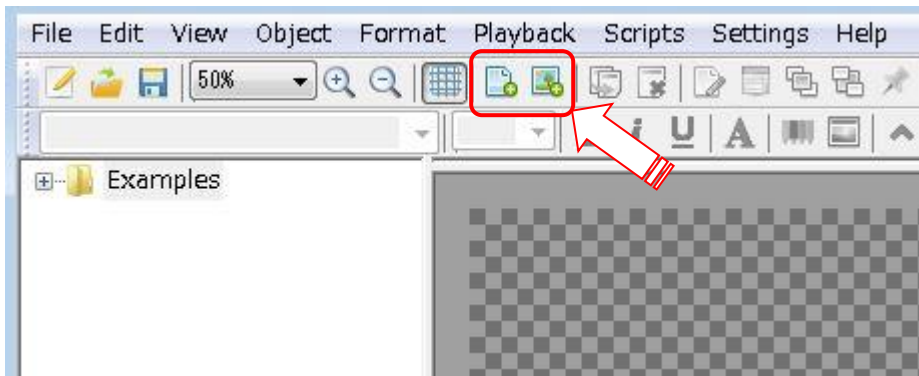 File Edit View Object Format Playback Scripts Settings Help
50%
i U A
Examples